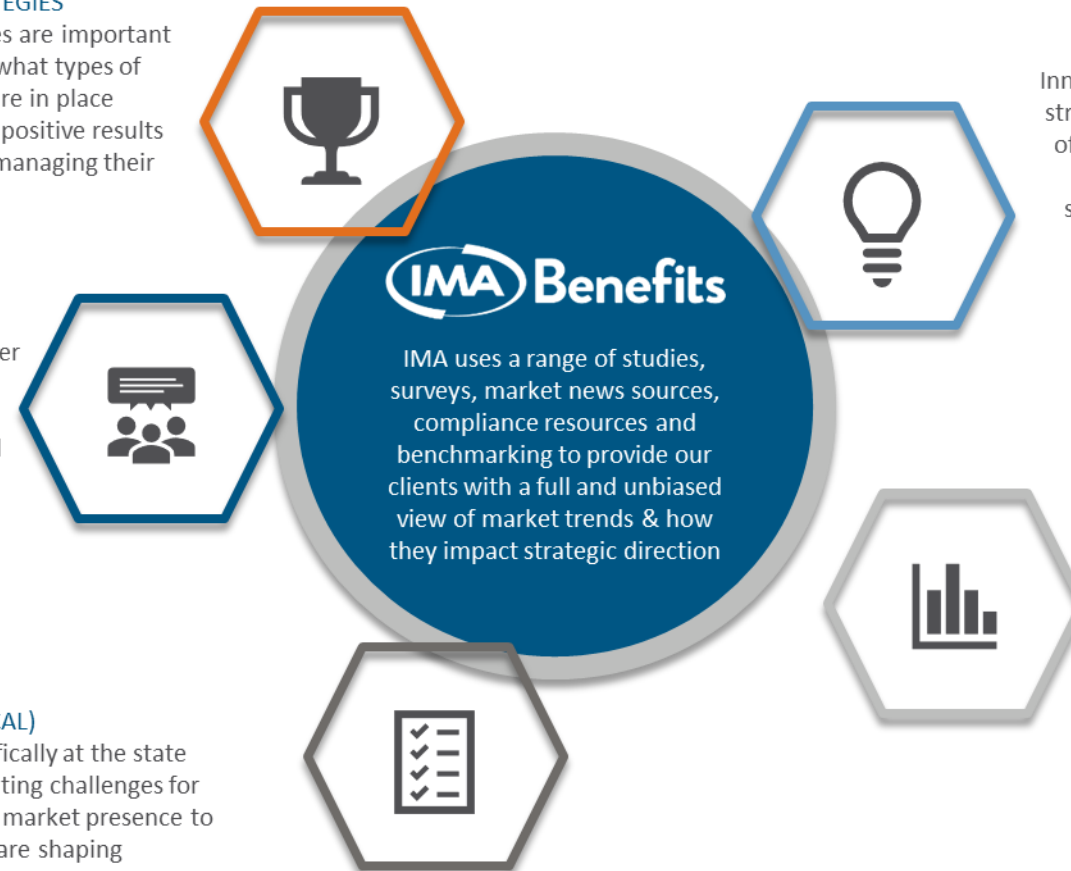 es are important
what types of
re in place
positive results
managing their
er
IMA Benefits
IMA uses a range of studies,
surveys, market news sources,
compliance resources and
benchmarking to provide our
clients with a full and unbiased
view of market trends & how
they impact strategic direction
Inn
str
of
s
CAL)
fically at the state
ting challenges for
market presence to
are shaping